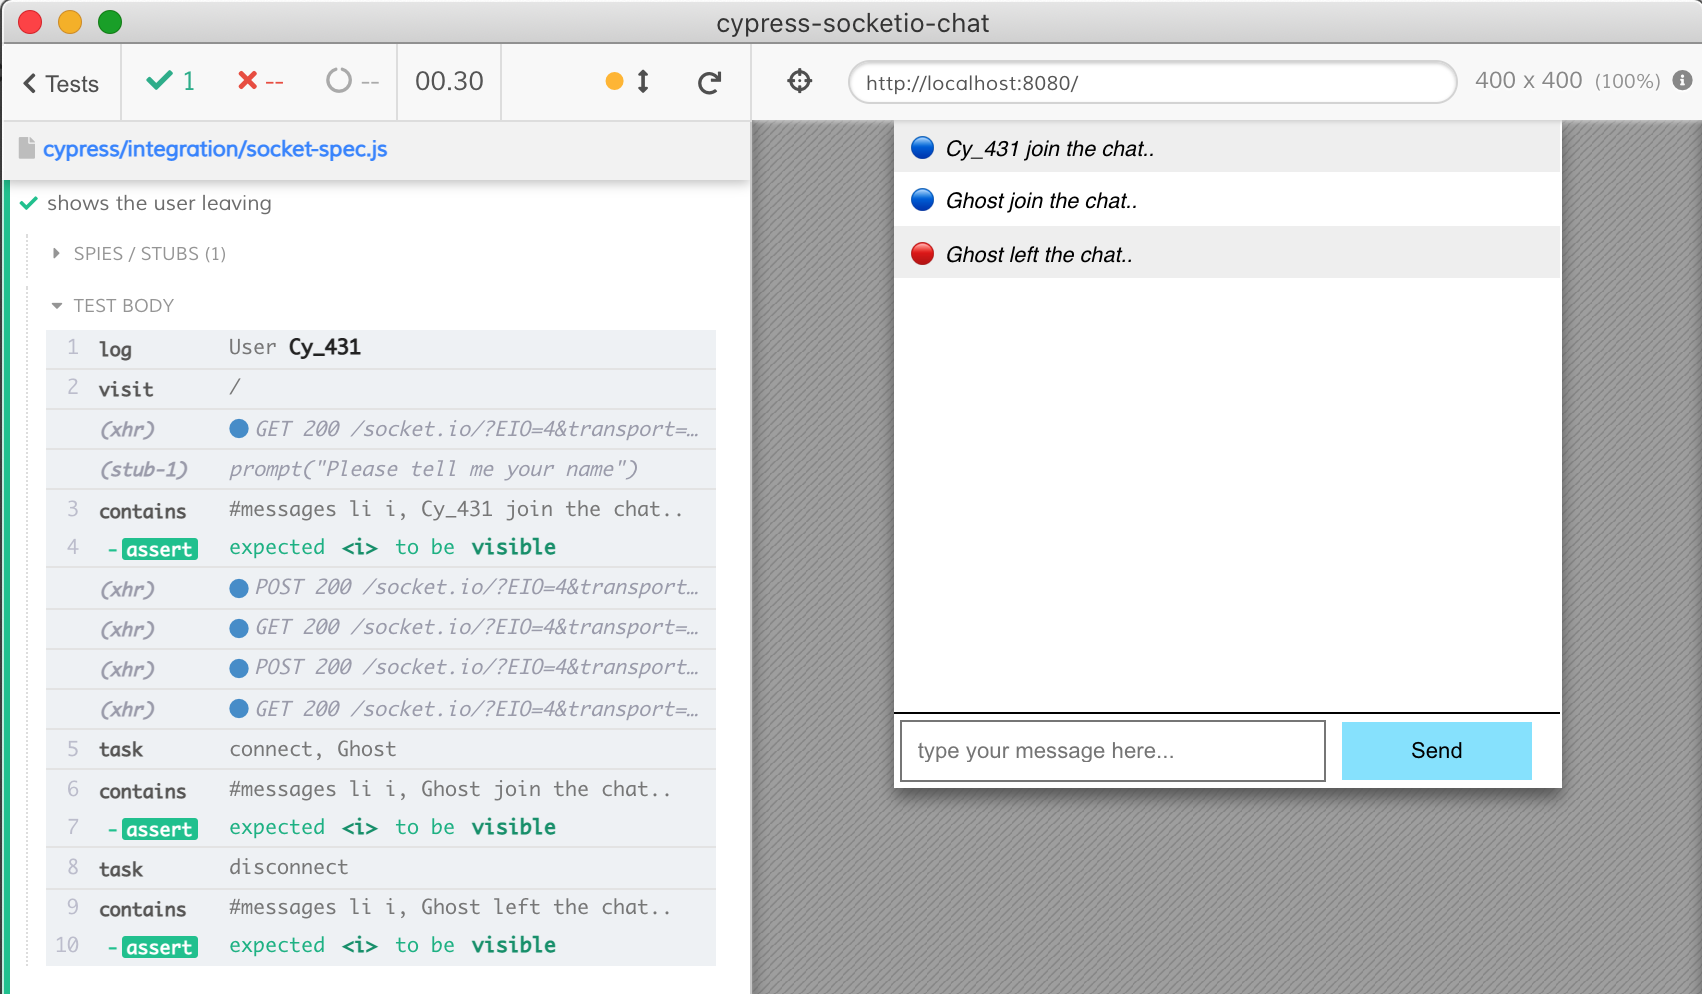 cypress-socketio-chat
Tests
1
--
--
00.30
http://localhost:8080/
400 x 400 (100%)
cypress/integration/socket-spec.js
shows the user leaving
SPIES / STUBS (1)
TEST BODY
1 log User Cy_431
2 visit /
(xhr) GET 200 /socket.io/?EIO=4&transport=…
(stub-1) prompt("Please tell me your name")
3 contains #messages li i, Cy_431 join the chat..
4 -assert expected <i> to be visible
(xhr) POST 200 /socket.io/?EIO=4&transport…
(xhr) GET 200 /socket.io/?EIO=4&transport=…
(xhr) POST 200 /socket.io/?EIO=4&transport…
(xhr) GET 200 /socket.io/?EIO=4&transport=…
5 task connect, Ghost
6 contains #messages li i, Ghost join the chat..
7 -assert expected <i> to be visible
8 task disconnect
9 contains #messages li i, Ghost left the chat..
10 -assert expected <i> to be visible
Cy_431 join the chat..
Ghost join the chat..
Ghost left the chat..
type your message here...
Send